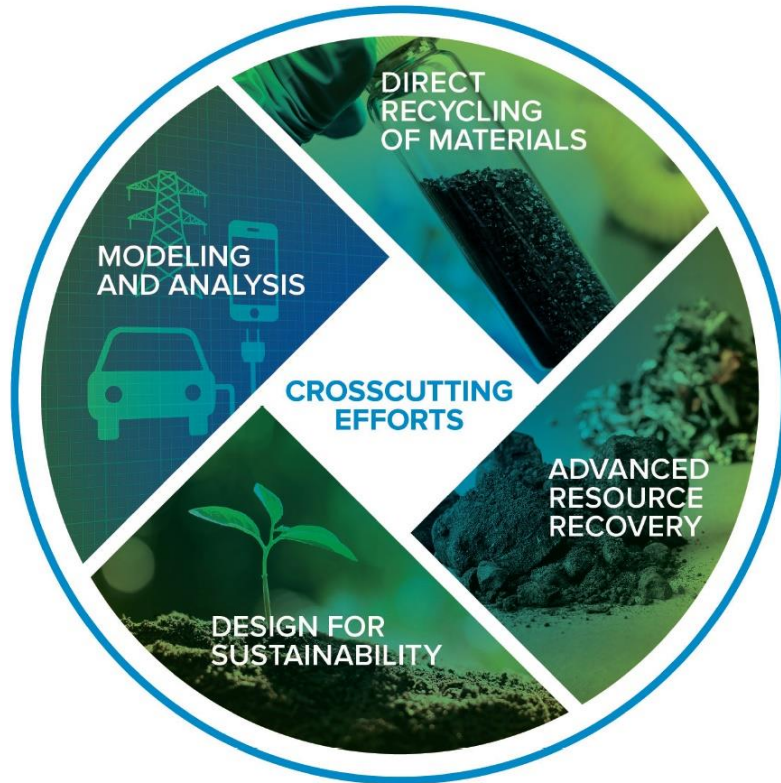 DIRECT
RECYCLING
OF MATERIALS
MODELING
AND ANALYSIS
CROSSCUTTING
EFFORTS
ADVANCED
RESOURCE
RECOVERY
DESIGN FOR
SUSTAINABILITY